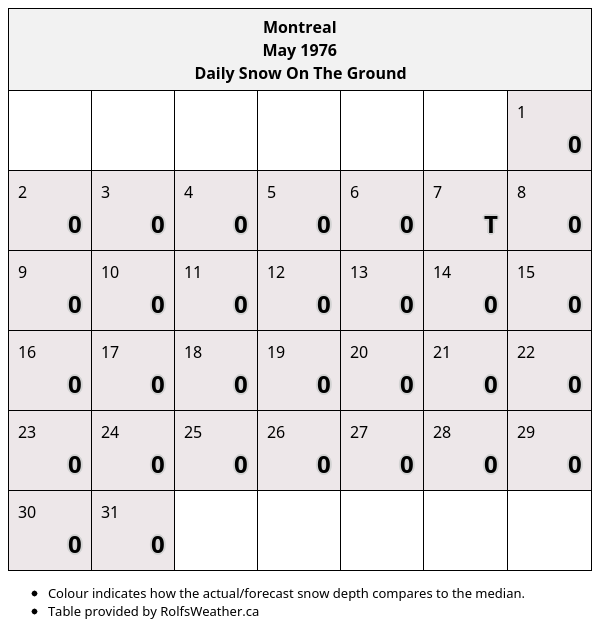 Montreal
May 1976
Daily Snow On The Ground
1
0
2 3 4 5 6 7 8
0 0 0 0 0 T 0
9 10 11 12 13 14 15
0 0 0 0 0 0 0
16 17 18 19 20 21 22
0 0 0 0 0 0 0
23 24 25 26 27 28 29
0 0 0 0 0 0 0
30 31
0 0
• Colour indicates how the actual/forecast snow depth compares to the median.
• Table provided by RolfsWeather.ca